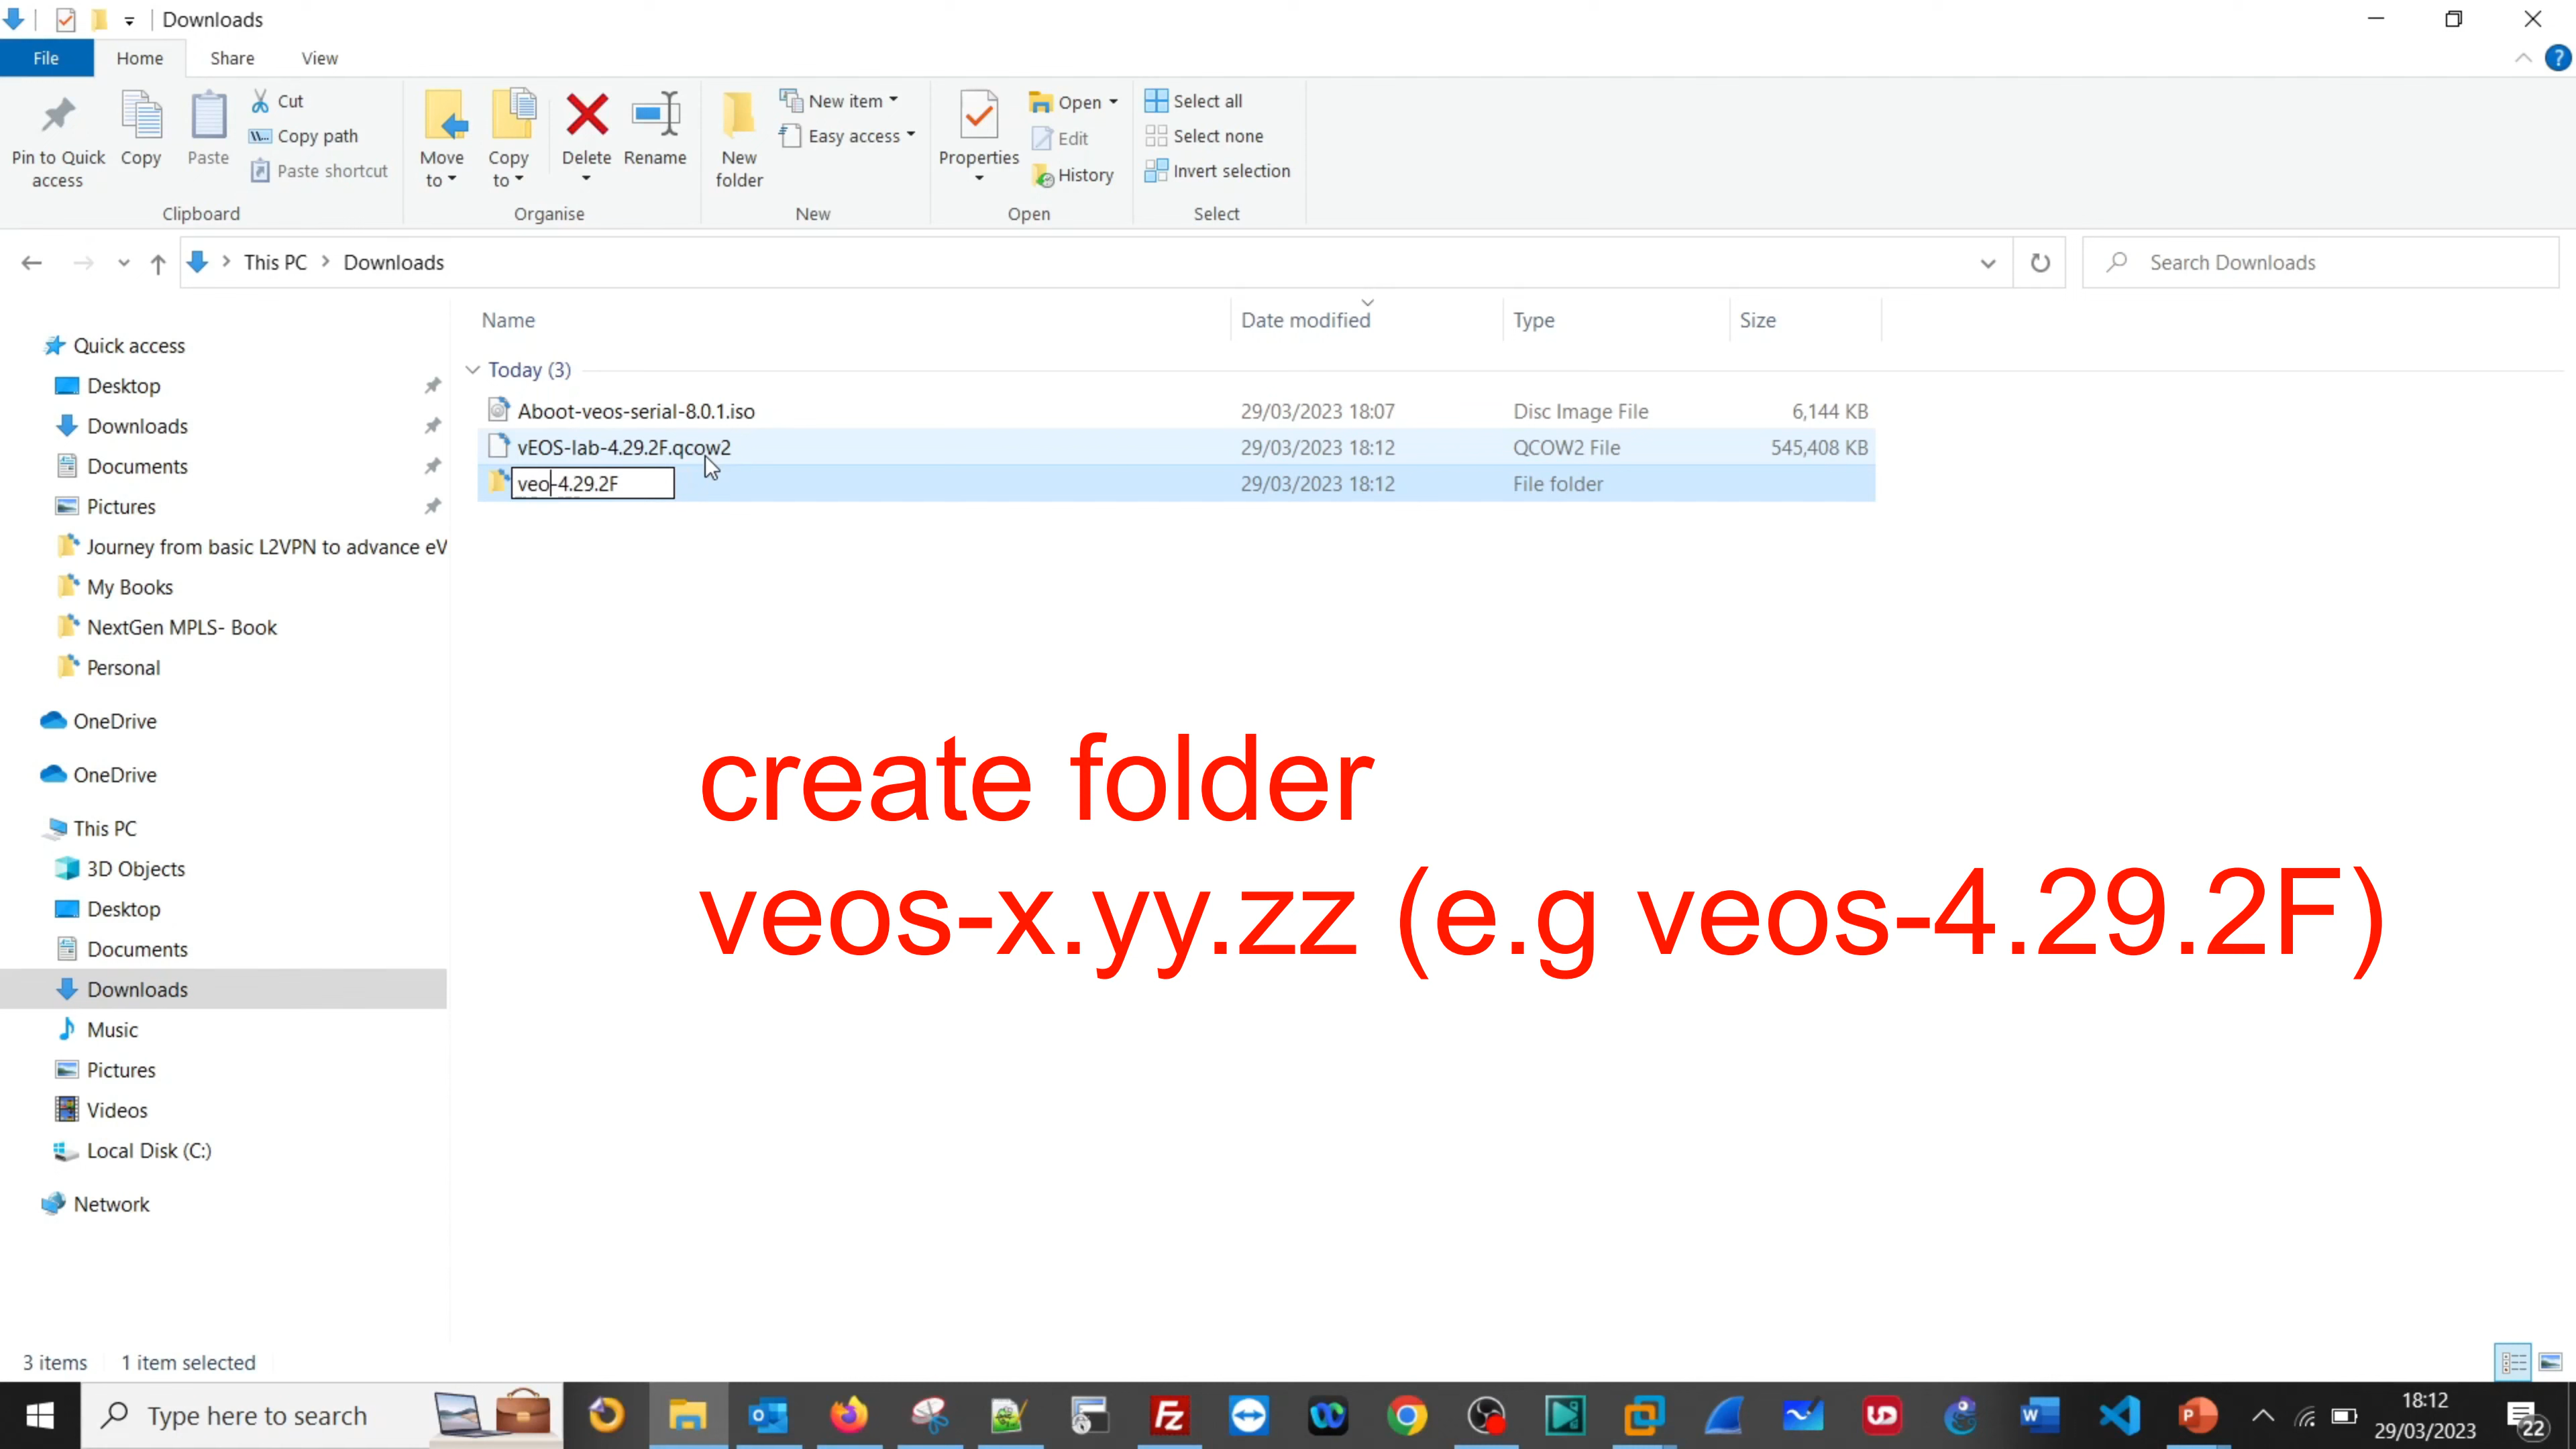 Downloads
File Home Share View
Pin to Quick access
Copy
Paste
Cut
Copy path
Paste shortcut
Clipboard
Move to
Copy to
Delete
Rename
Organise
New folder
New item
Easy access
New
Properties
Open
Edit
History
Open
Select all
Select none
Invert selection
Select
This PC > Downloads
Search Downloads
Name Date modified Type Size
Today (3)
Aboot-veos-serial-8.0.1.iso 29/03/2023 18:07 Disc Image File 6,144 KB
vEOS-lab-4.29.2F.qcow2 29/03/2023 18:12 QCOW2 File 545,408 KB
veo-4.29.2F 29/03/2023 18:12 File folder
Quick access
Desktop
Downloads
Documents
Pictures
Journey from basic L2VPN to advance eV
My Books
NextGen MPLS- Book
Personal
OneDrive
OneDrive
This PC
3D Objects
Desktop
Documents
Downloads
Music
Pictures
Videos
Local Disk (C:)
Network
create folder
veos-x.yy.zz (e.g veos-4.29.2F)
3 items 1 item selected
Type here to search
18:12
29/03/2023
22